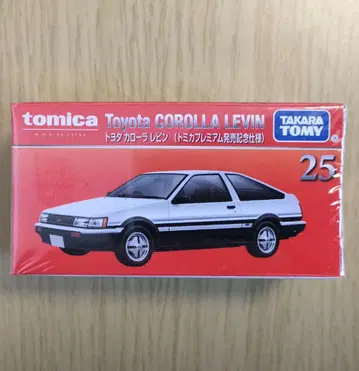 tomica
PREMIUM
Toyota COROLLA LEVIN
トヨタ カローラ レビン (トミカプレミアム発売記念仕様)
TAKARA
TOMY
25